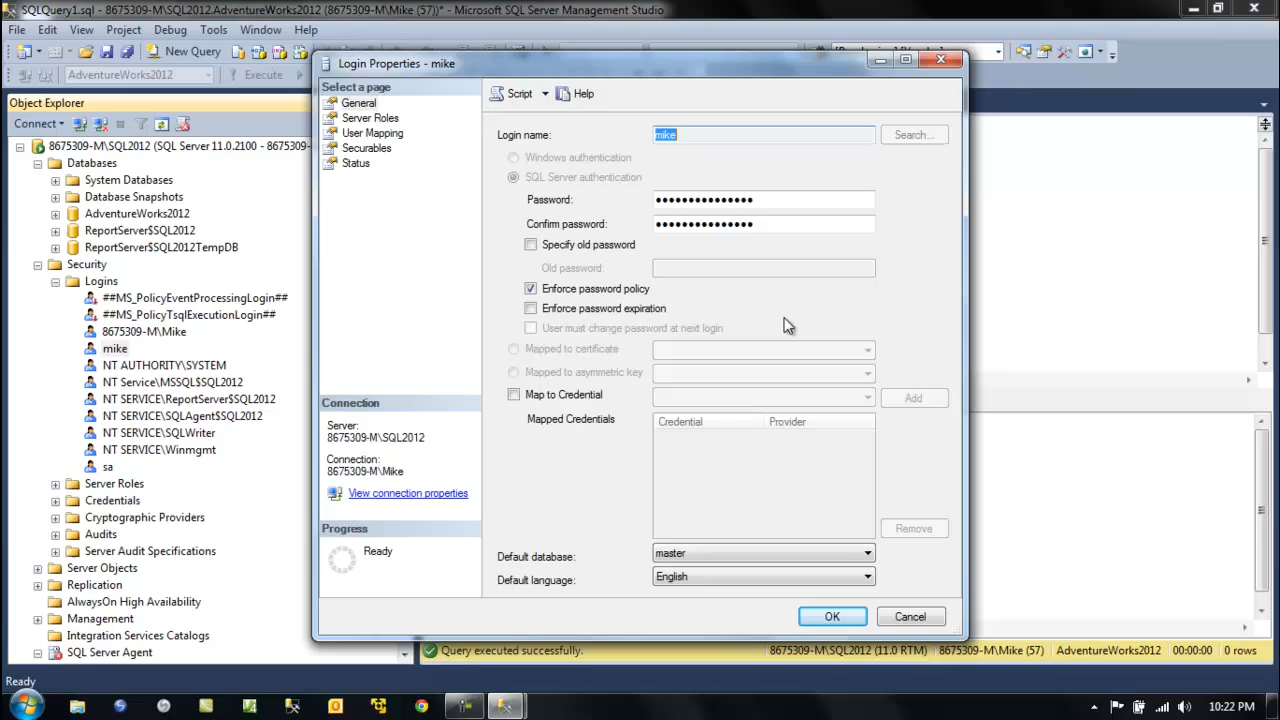 SQLQuery1.sql - 8675309-M\SQL2012.AdventureWorks2012 (8675309-M\Mike (57))* - Microsoft SQL Server Management Studio
File Edit View Project Debug Tools Window Help
New Query
AdventureWorks2012 Execute
Object Explorer
Connect
8675309-M\SQL2012 (SQL Server 11.0.2100 - 8675309-
Databases
System Databases
Database Snapshots
AdventureWorks2012
ReportServer$SQL2012
ReportServer$SQL2012TempDB
Security
Logins
##MS_PolicyEventProcessingLogin##
##MS_PolicyTsqlExecutionLogin##
8675309-M\Mike
mike
NT AUTHORITY\SYSTEM
NT Service\MSSQL$SQL2012
NT SERVICE\ReportServer$SQL2012
NT SERVICE\SQLAgent$SQL2012
NT SERVICE\SQLWriter
NT SERVICE\Winmgmt
sa
Server Roles
Credentials
Cryptographic Providers
Audits
Server Audit Specifications
Server Objects
Replication
AlwaysOn High Availability
Management
Integration Services Catalogs
SQL Server Agent
Login Properties - mike
Select a page
General
Server Roles
User Mapping
Securables
Status
Connection
Server:
8675309-M\SQL2012
Connection:
8675309-M\Mike
View connection properties
Progress
Ready
Script Help
Login name: mike Search...
Windows authentication
SQL Server authentication
Password: •••••••••••••••
Confirm password: •••••••••••••••
Specify old password
Old password:
Enforce password policy
Enforce password expiration
User must change password at next login
Mapped to certificate
Mapped to asymmetric key
Map to Credential Add
Mapped Credentials Credential Provider
Remove
Default database: master
Default language: English
OK Cancel
Query executed successfully. 8675309-M\SQL2012 (11.0 RTM) 8675309-M\Mike (57) AdventureWorks2012 00:00:00 0 rows
Ready
10:22 PM